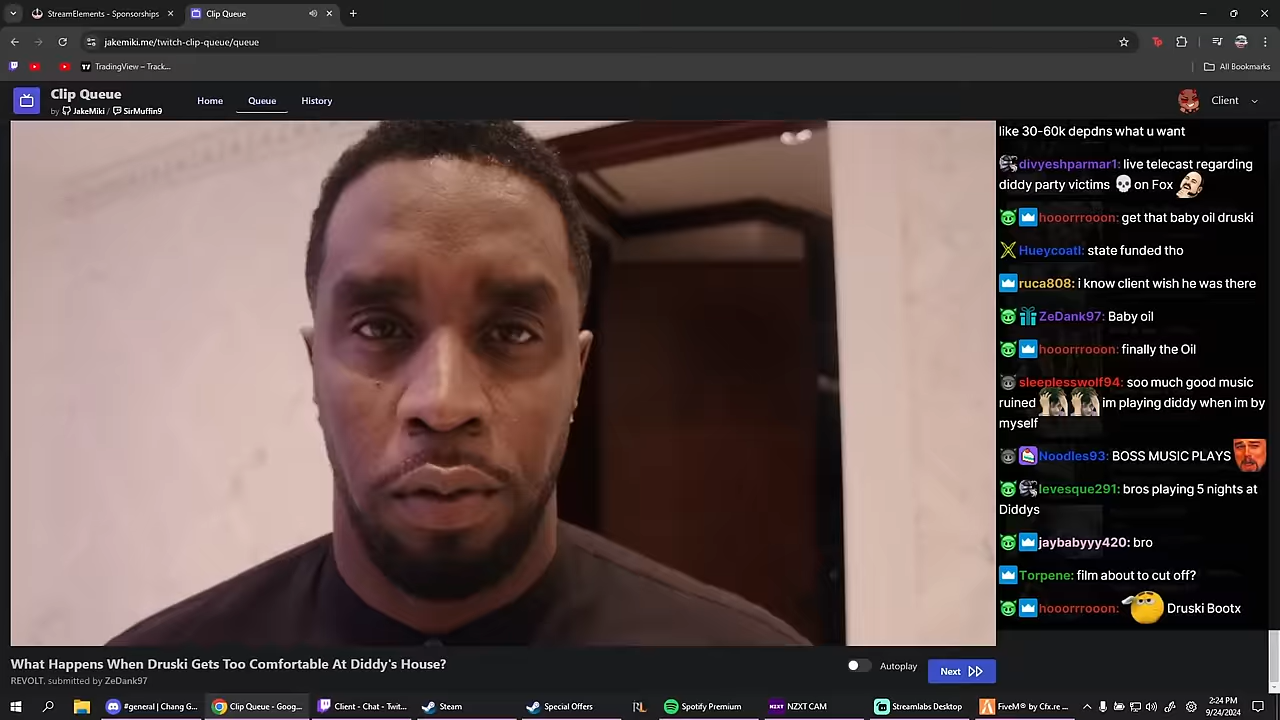 StreamElements - Sponsorships
Clip Queue
jakemiki.me/twitch-clip-queue/queue
TradingView – Track...
All Bookmarks
Clip Queue
by JakeMiki / SirMuffin9
Home
Queue
History
Client
like 30-60k depdns what u want
divyeshparmar1: live telecast regarding
diddy party victims 💀 on Fox
hooorrrooon: get that baby oil druski
Hueycoatl: state funded tho
ruca808: i know client wish he was there
ZeDank97: Baby oil
hooorrrooon: finally the Oil
sleeplesswolf94: soo much good music
ruined im playing diddy when im by
myself
Noodles93: BOSS MUSIC PLAYS
levesque291: bros playing 5 nights at
Diddys
jaybabyyy420: bro
Torpene: film about to cut off?
hooorrrooon: Druski Bootx
What Happens When Druski Gets Too Comfortable At Diddy's House?
REVOLT, submitted by ZeDank97
Autoplay
Next
#general | Chang G...
Clip Queue - Goog...
Client - Chat - Twit...
Steam
Special Offers
RL
Spotify Premium
NZXT
NZXT CAM
Streamlabs Desktop
FiveM® by Cfx.re ...
2:24 PM
9/24/2024